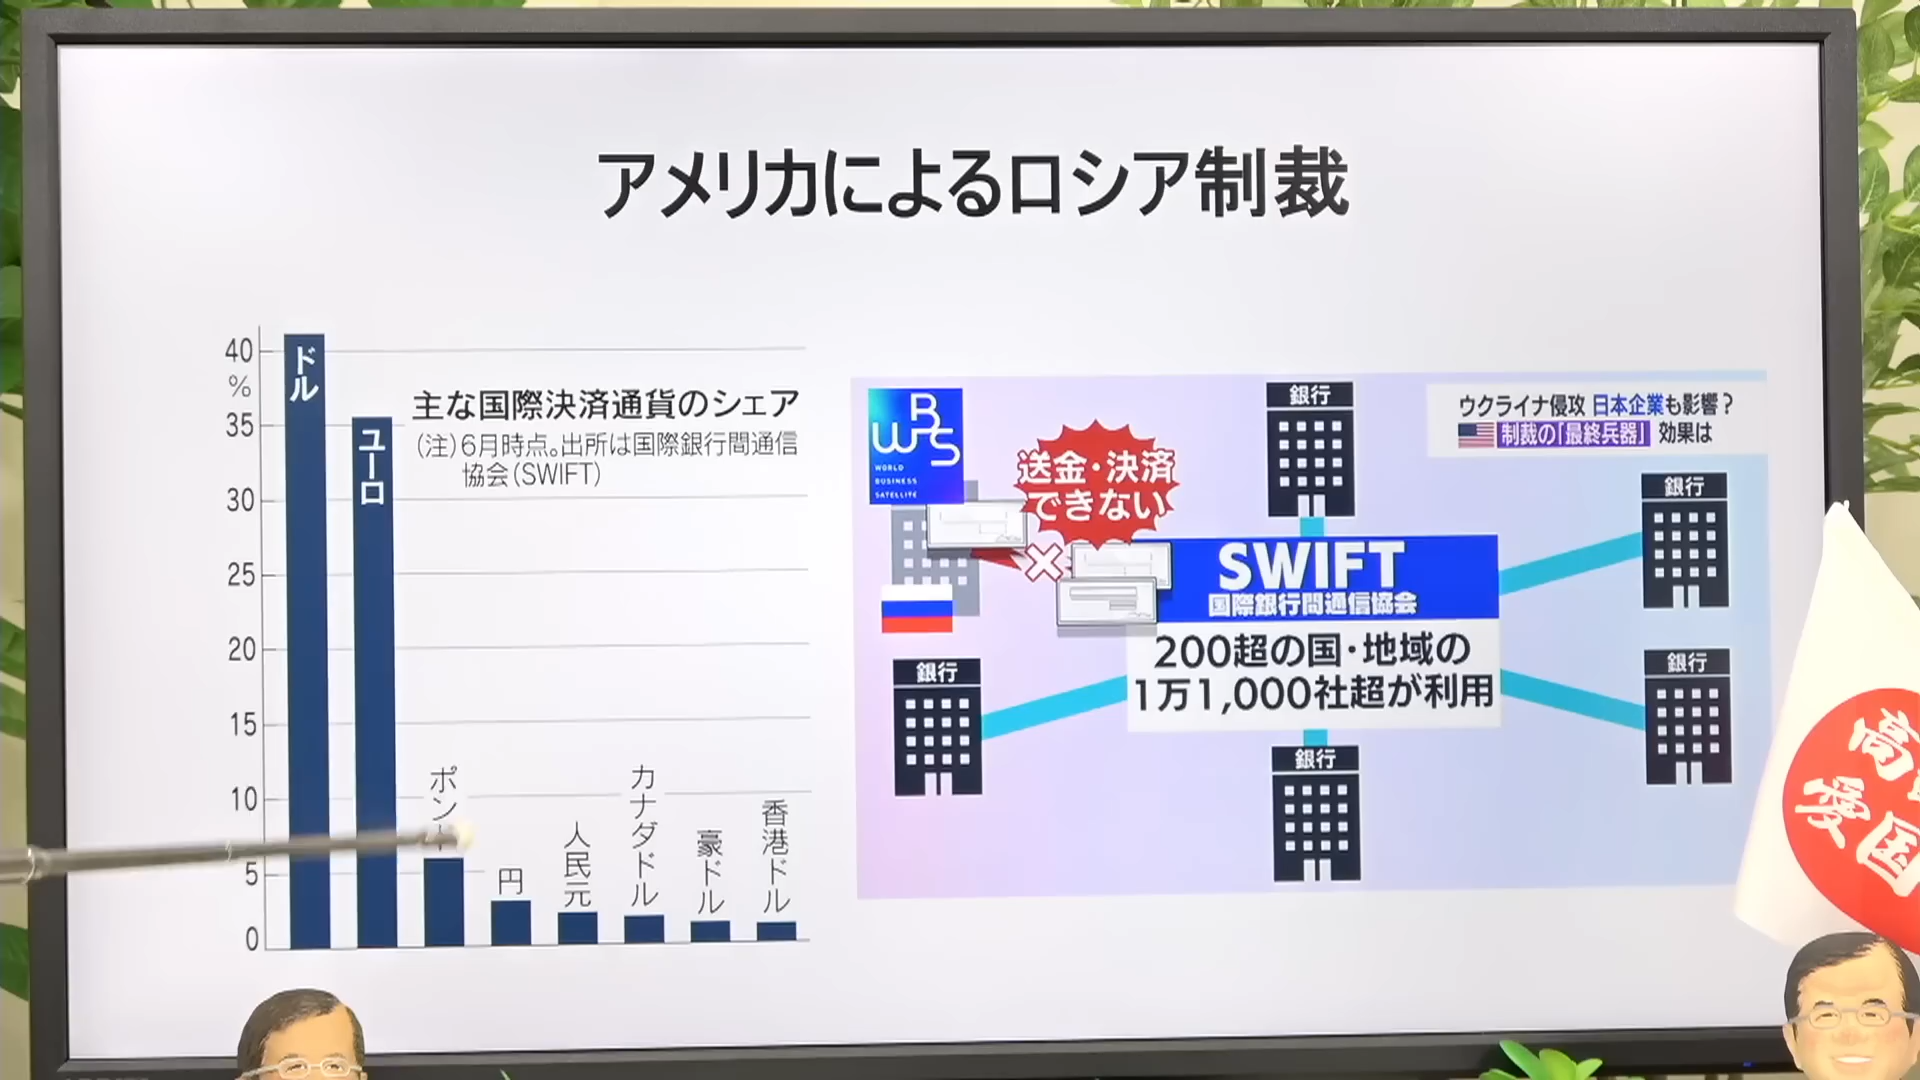 アメリカによるロシア制裁
40
%
35
30
25
20
15
10
5
0
ドル
ユーロ
ポンド
円
人民元
カナダドル
豪ドル
香港ドル
主な国際決済通貨のシェア
(注)6月時点。出所は国際銀行間通信
協会(SWIFT)
WBS
WORLD
BUSINESS
SATELLITE
送金・決済
できない
銀行
ウクライナ侵攻 日本企業も影響?
制裁の「最終兵器」 効果は
銀行
SWIFT
国際銀行間通信協会
200超の国・地域の
1万1,000社超が利用
銀行
銀行
銀行
愛国